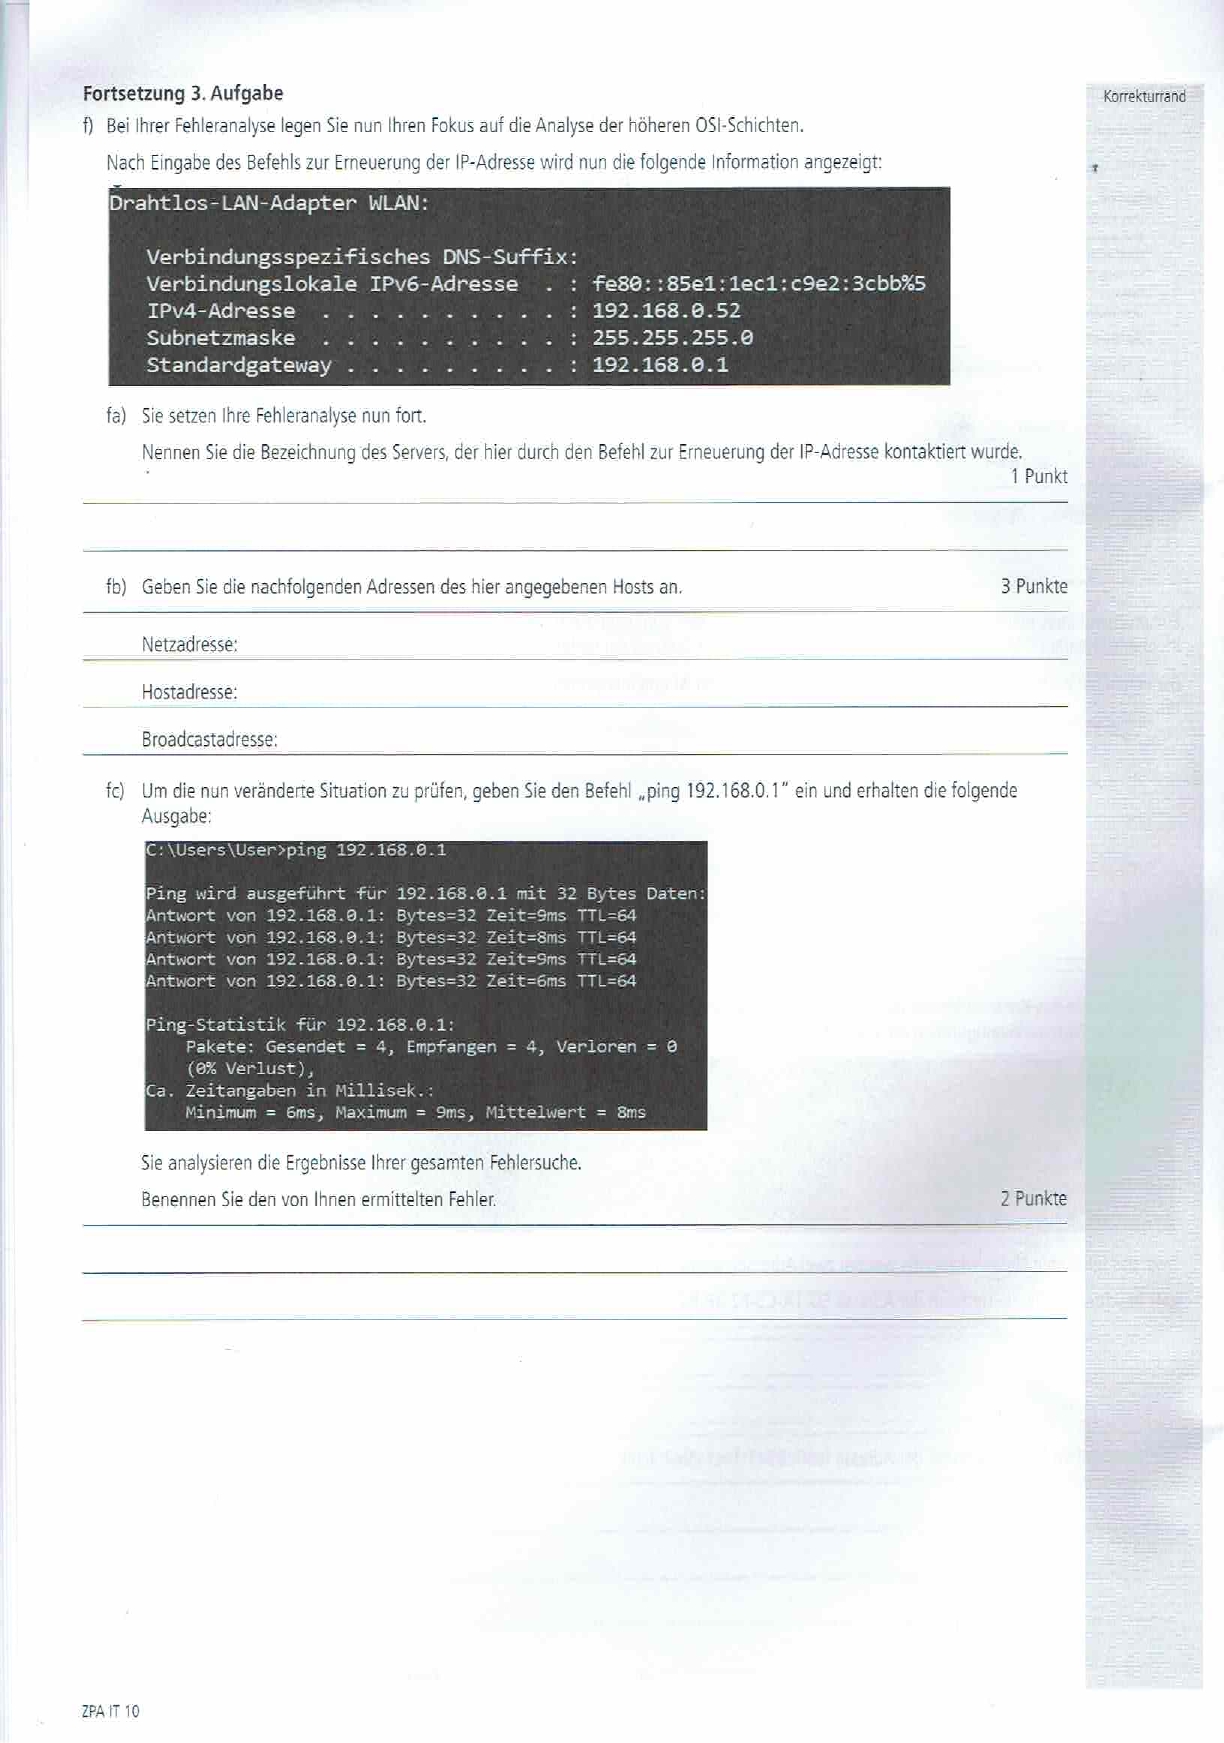 Fortsetzung 3. Aufgabe
Korrekturrand
f) Bei Ihrer Fehleranalyse legen Sie nun Ihren Fokus auf die Analyse der höheren OSI-Schichten.
Nach Eingabe des Befehls zur Erneuerung der IP-Adresse wird nun die folgende Information angezeigt:
Drahtlos-LAN-Adapter WLAN:
Verbindungsspezifisches DNS-Suffix:
Verbindungslokale IPv6-Adresse . : fe80::85e1:1ec1:c9e2:3cbb%5
IPv4-Adresse . . . . . . . . . . : 192.168.0.52
Subnetzmaske . . . . . . . . . . : 255.255.255.0
Standardgateway . . . . . . . . . : 192.168.0.1
fa) Sie setzen Ihre Fehleranalyse nun fort.
Nennen Sie die Bezeichnung des Servers, der hier durch den Befehl zur Erneuerung der IP-Adresse kontaktiert wurde.
1 Punkt
fb) Geben Sie die nachfolgenden Adressen des hier angegebenen Hosts an. 3 Punkte
Netzadresse:
Hostadresse:
Broadcastadresse:
fc) Um die nun veränderte Situation zu prüfen, geben Sie den Befehl „ping 192.168.0.1" ein und erhalten die folgende
Ausgabe:
C:\Users\User>ping 192.168.0.1
Ping wird ausgeführt für 192.168.0.1 mit 32 Bytes Daten:
Antwort von 192.168.0.1: Bytes=32 Zeit=9ms TTL=64
Antwort von 192.168.0.1: Bytes=32 Zeit=8ms TTL=64
Antwort von 192.168.0.1: Bytes=32 Zeit=9ms TTL=64
Antwort von 192.168.0.1: Bytes=32 Zeit=6ms TTL=64
Ping-Statistik für 192.168.0.1:
Pakete: Gesendet = 4, Empfangen = 4, Verloren = 0
(0% Verlust),
Ca. Zeitangaben in Millisek.:
Minimum = 6ms, Maximum = 9ms, Mittelwert = 8ms
Sie analysieren die Ergebnisse Ihrer gesamten Fehlersuche.
Benennen Sie den von Ihnen ermittelten Fehler. 2 Punkte
ZPA IT 10